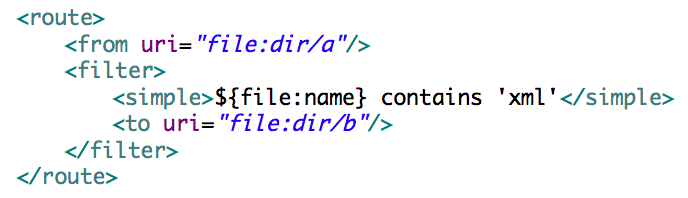 <route>
    <from uri="file:dir/a"/>
    <filter>
        <simple>${file:name} contains 'xml'</simple>
        <to uri="file:dir/b"/>
    </filter>
</route>